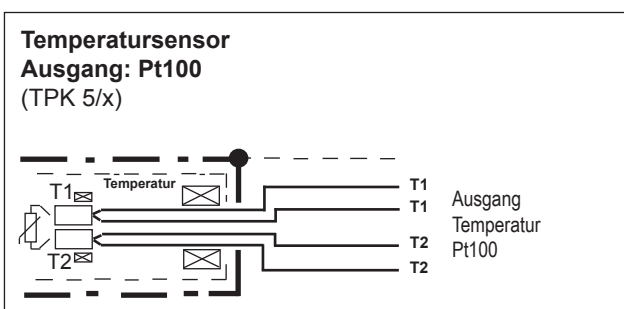 Temperatursensor
Ausgang: Pt100
(TPK 5/x)
T1
Temperatur
T2
T1
T1
T2
T2
Ausgang
Temperatur
Pt100